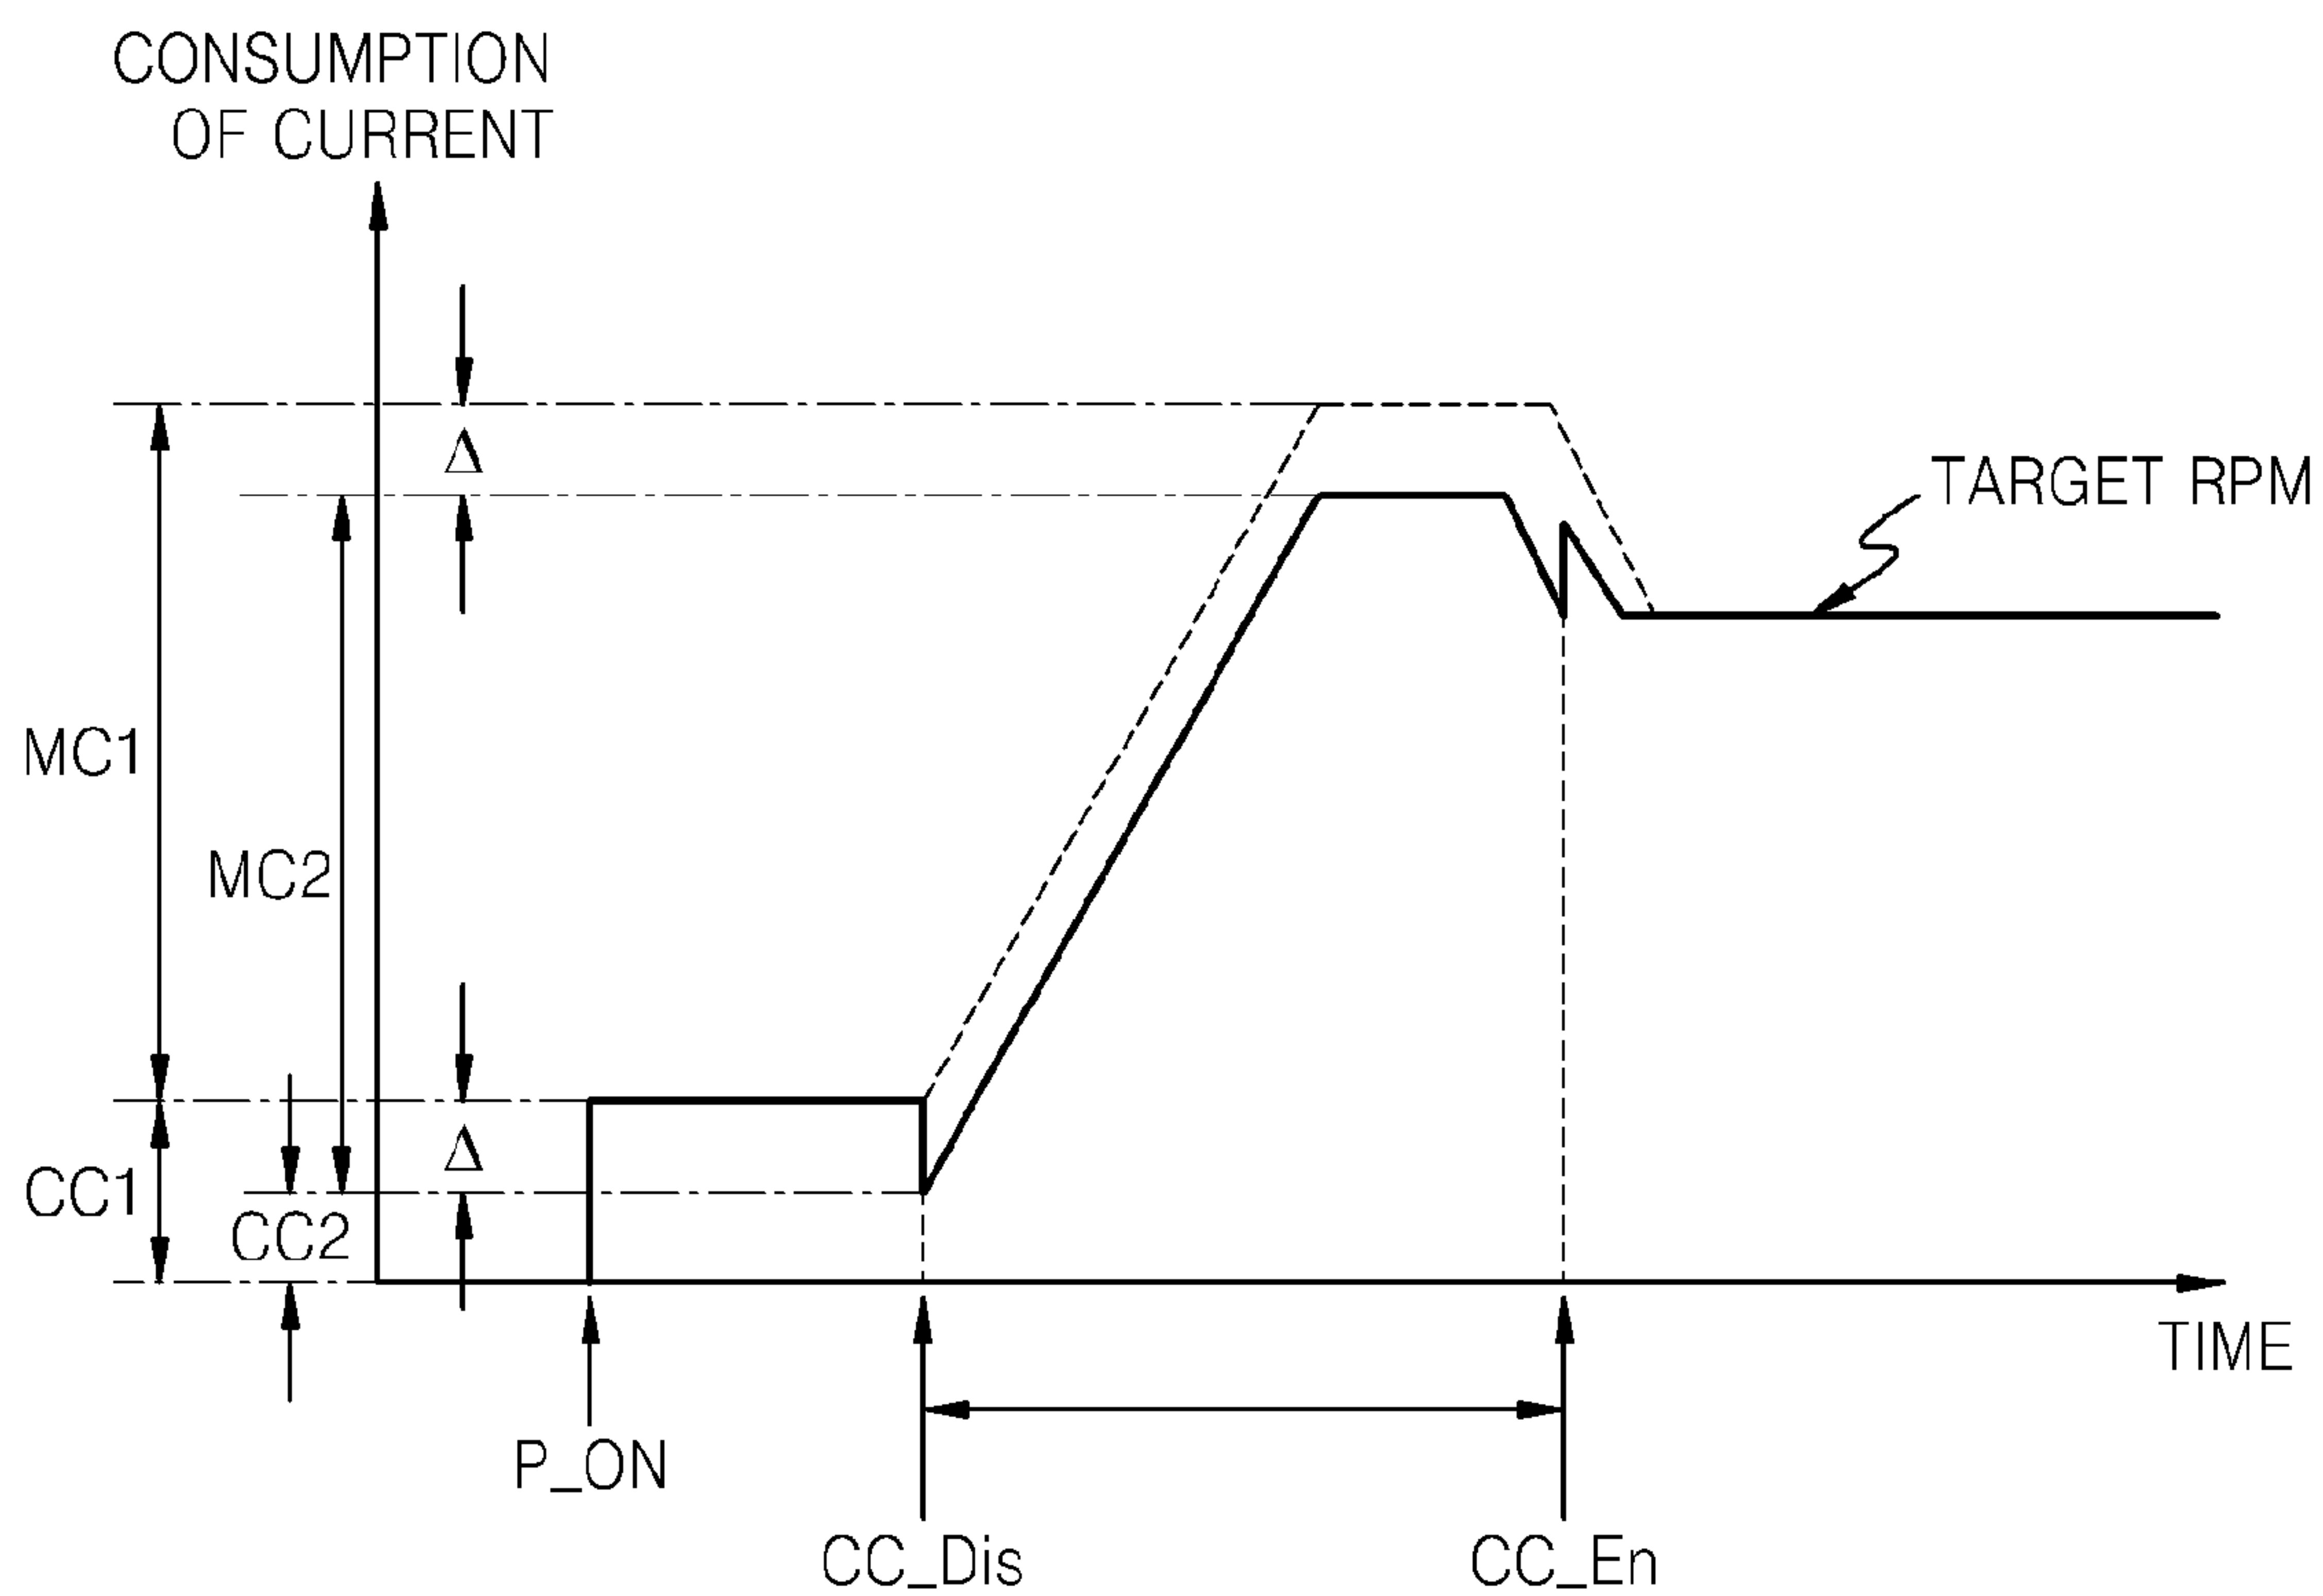 CONSUMPTION
OF CURRENT
Δ
TARGET RPM
MC1
MC2
Δ
CC1
CC2
TIME
P_ON
CC_Dis
CC_En